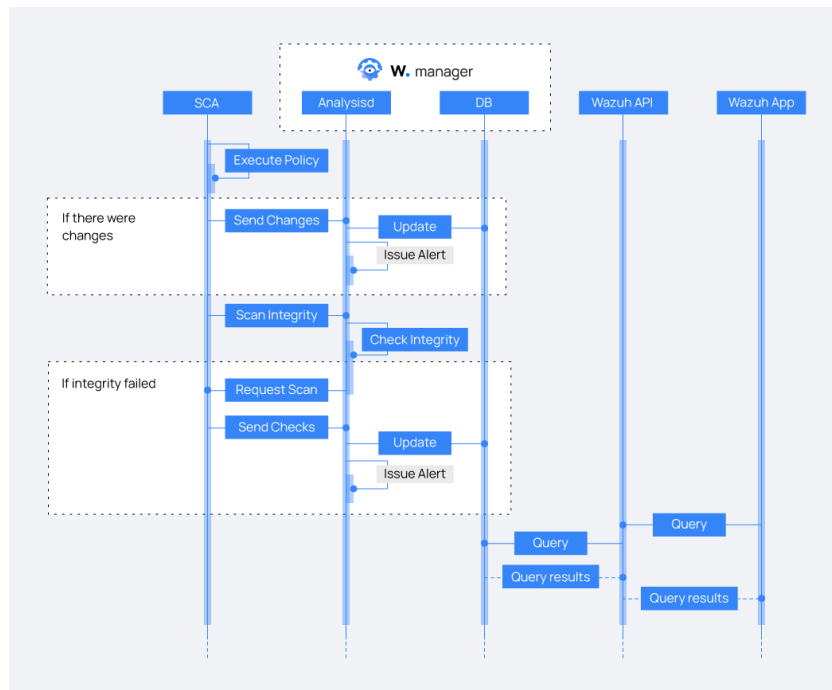 W. manager
SCA
Analysisd
DB
Wazuh API
Wazuh App
Execute Policy
If there were
changes
Send Changes
Update
Issue Alert
Scan Integrity
Check Integrity
If integrity failed
Request Scan
Send Checks
Update
Issue Alert
Query
Query
Query results
Query results